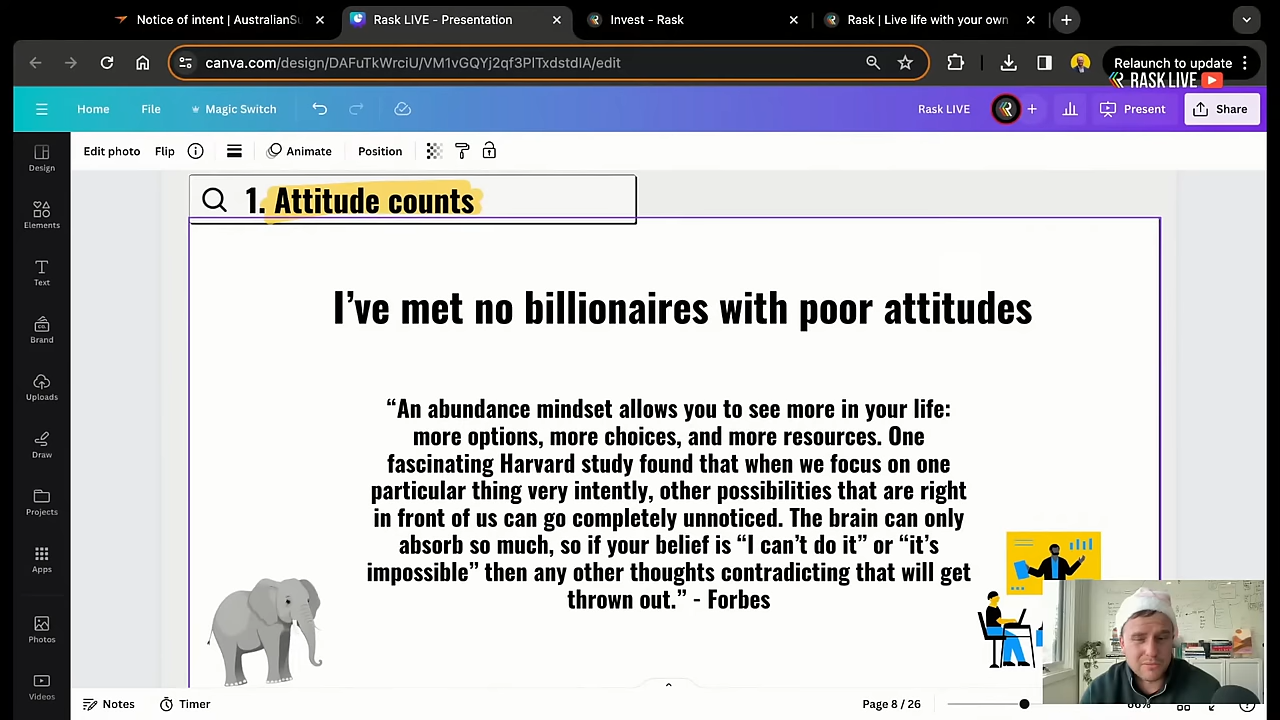 Notice of intent | AustralianSu
Rask LIVE - Presentation
Invest - Rask
Rask | Live life with your own
canva.com/design/DAFuTkWrciU/VM1vGQYj2qf3PlTxdstdIA/edit
Relaunch to update
RASK LIVE
Home
File
Magic Switch
Rask LIVE
Present
Share
Edit photo
Flip
Animate
Position
Design
Elements
Text
Brand
Uploads
Draw
Projects
Apps
Photos
Videos
1. Attitude counts
I’ve met no billionaires with poor attitudes
“An abundance mindset allows you to see more in your life:
more options, more choices, and more resources. One
fascinating Harvard study found that when we focus on one
particular thing very intently, other possibilities that are right
in front of us can go completely unnoticed. The brain can only
absorb so much, so if your belief is “I can’t do it” or “it’s
impossible” then any other thoughts contradicting that will get
thrown out.” - Forbes
Notes
Timer
Page 8 / 26